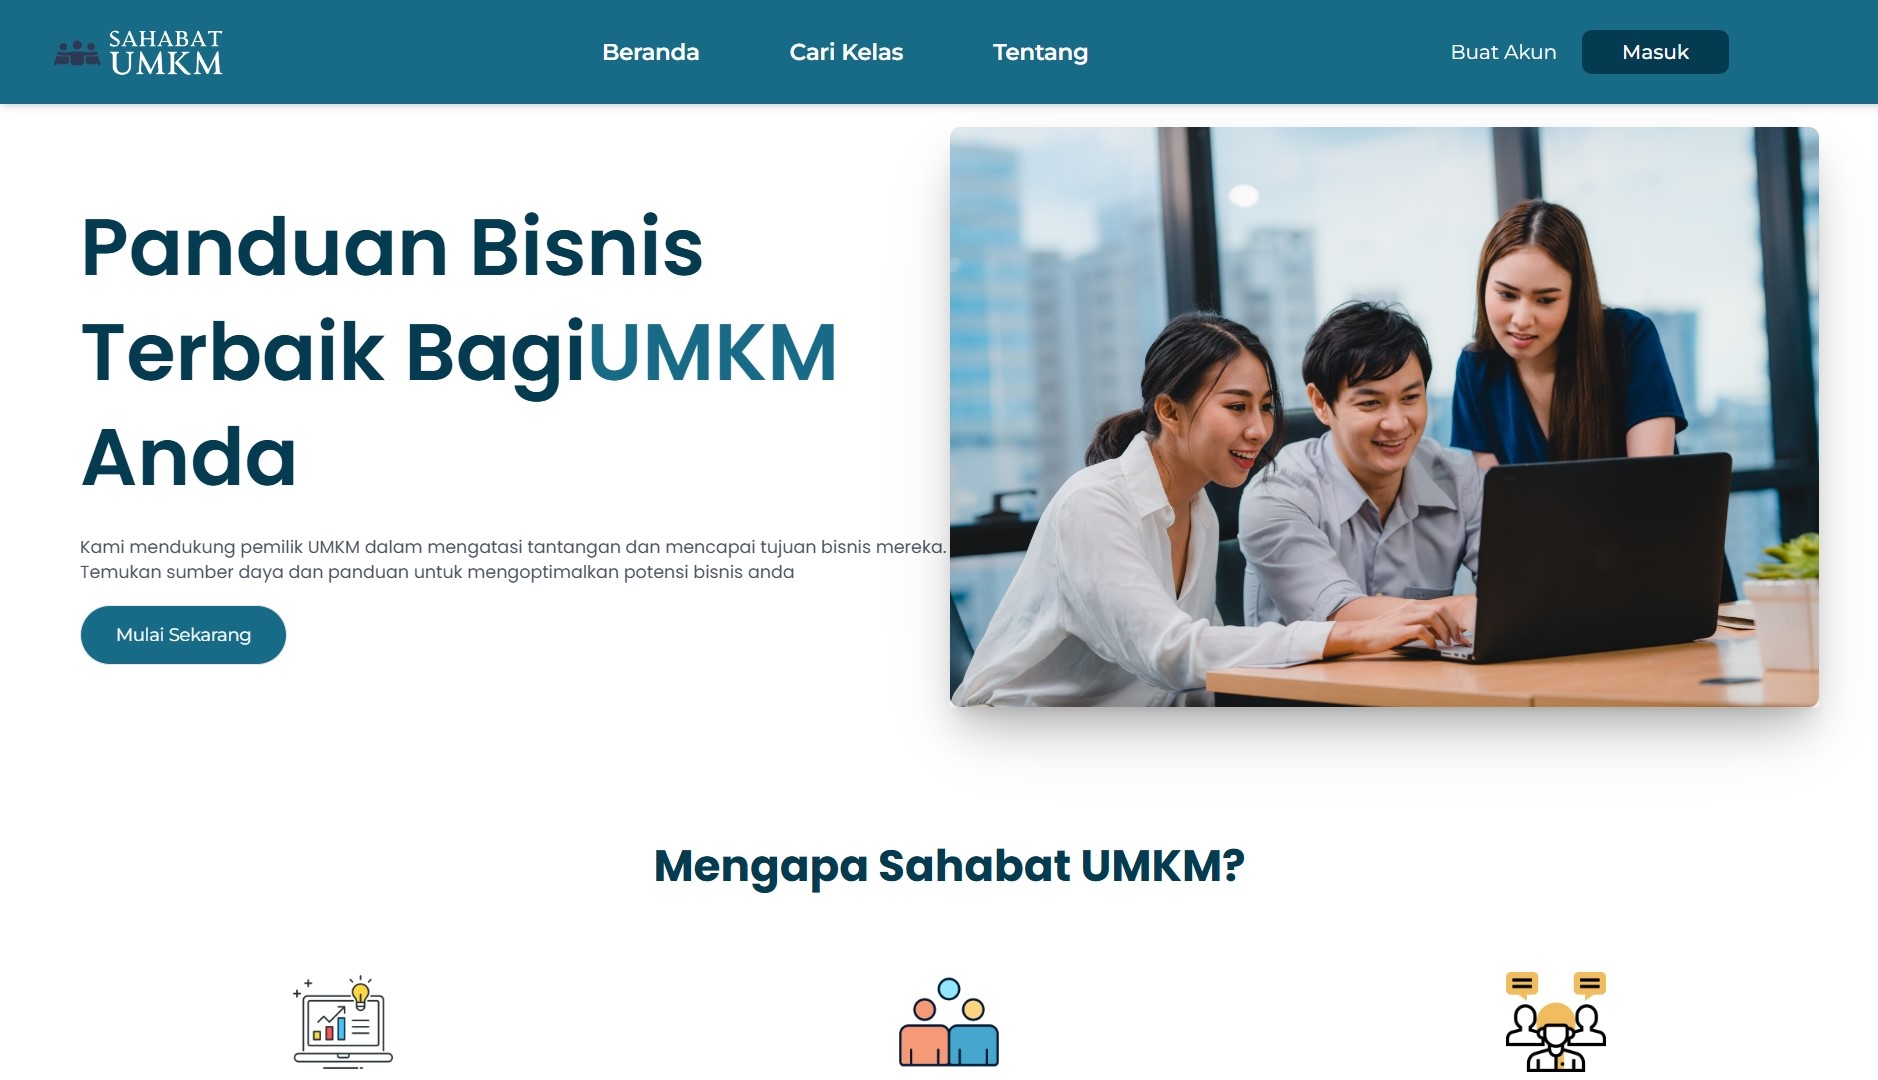 SAHABAT
UMKM
Beranda
Cari Kelas
Tentang
Buat Akun
Masuk
Panduan Bisnis
Terbaik BagiUMKM
Anda
Kami mendukung pemilik UMKM dalam mengatasi tantangan dan mencapai tujuan bisnis mereka.
Temukan sumber daya dan panduan untuk mengoptimalkan potensi bisnis anda
Mulai Sekarang
Mengapa Sahabat UMKM?